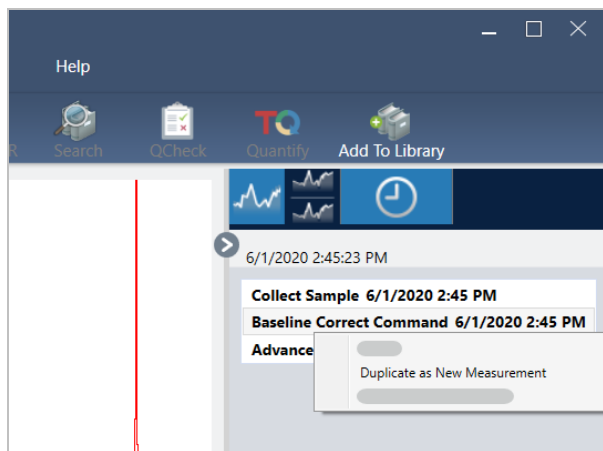 Help
R
Search
QCheck
TQ
Quantify
Add To Library
6/1/2020 2:45:23 PM
Collect Sample 6/1/2020 2:45 PM
Baseline Correct Command 6/1/2020 2:45 PM
Advance
Duplicate as New Measurement